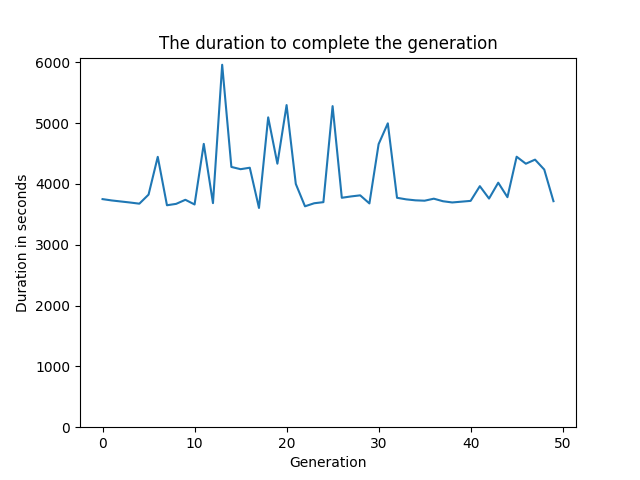 The duration to complete the generation
6000
5000
4000
3000
2000
1000
0
Duration in seconds
0 10 20 30 40 50
Generation